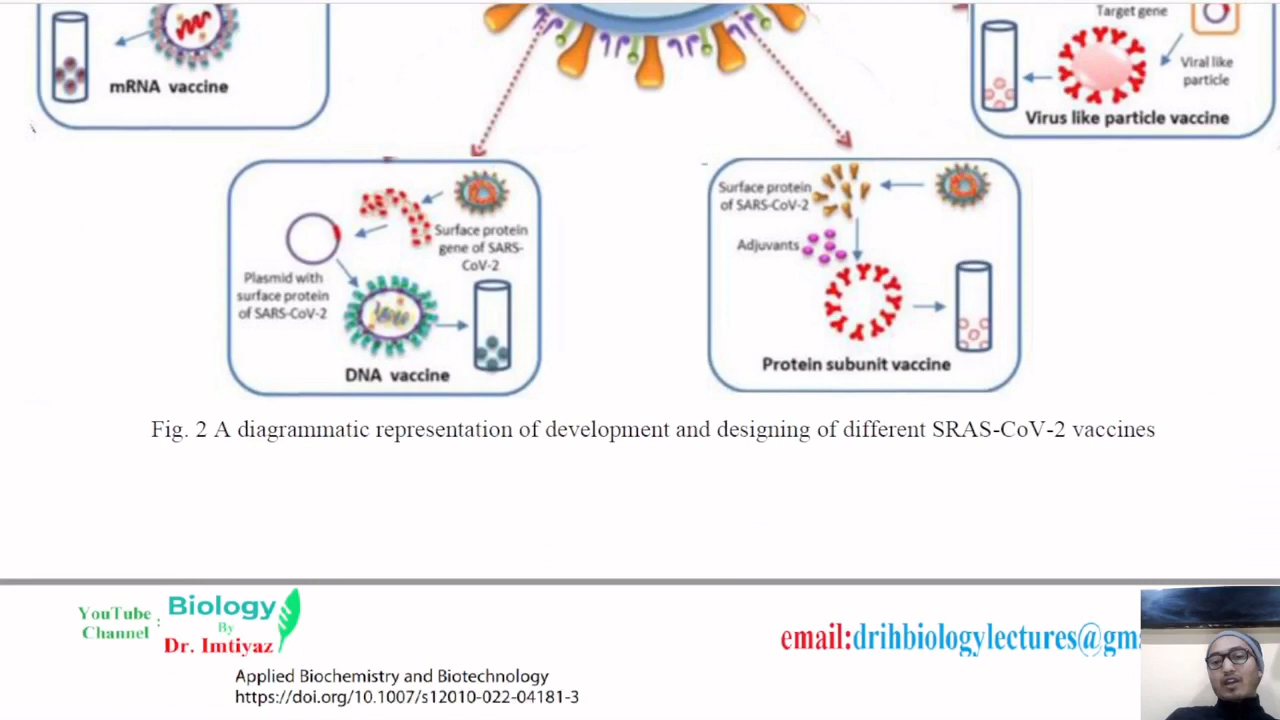 Target gene
Viral like
particle
mRNA vaccine
Virus like particle vaccine
Surface protein
gene of SARS-
CoV-2
Plasmid with
surface protein
of SARS-CoV-2
DNA vaccine
Surface protein
of SARS-CoV-2
Adjuvants
Protein subunit vaccine
Fig. 2 A diagrammatic representation of development and designing of different SRAS-CoV-2 vaccines
YouTube
Channel :
Biology
By
Dr. Imtiyaz
email:drihbiologylectures@gma
Applied Biochemistry and Biotechnology
https://doi.org/10.1007/s12010-022-04181-3